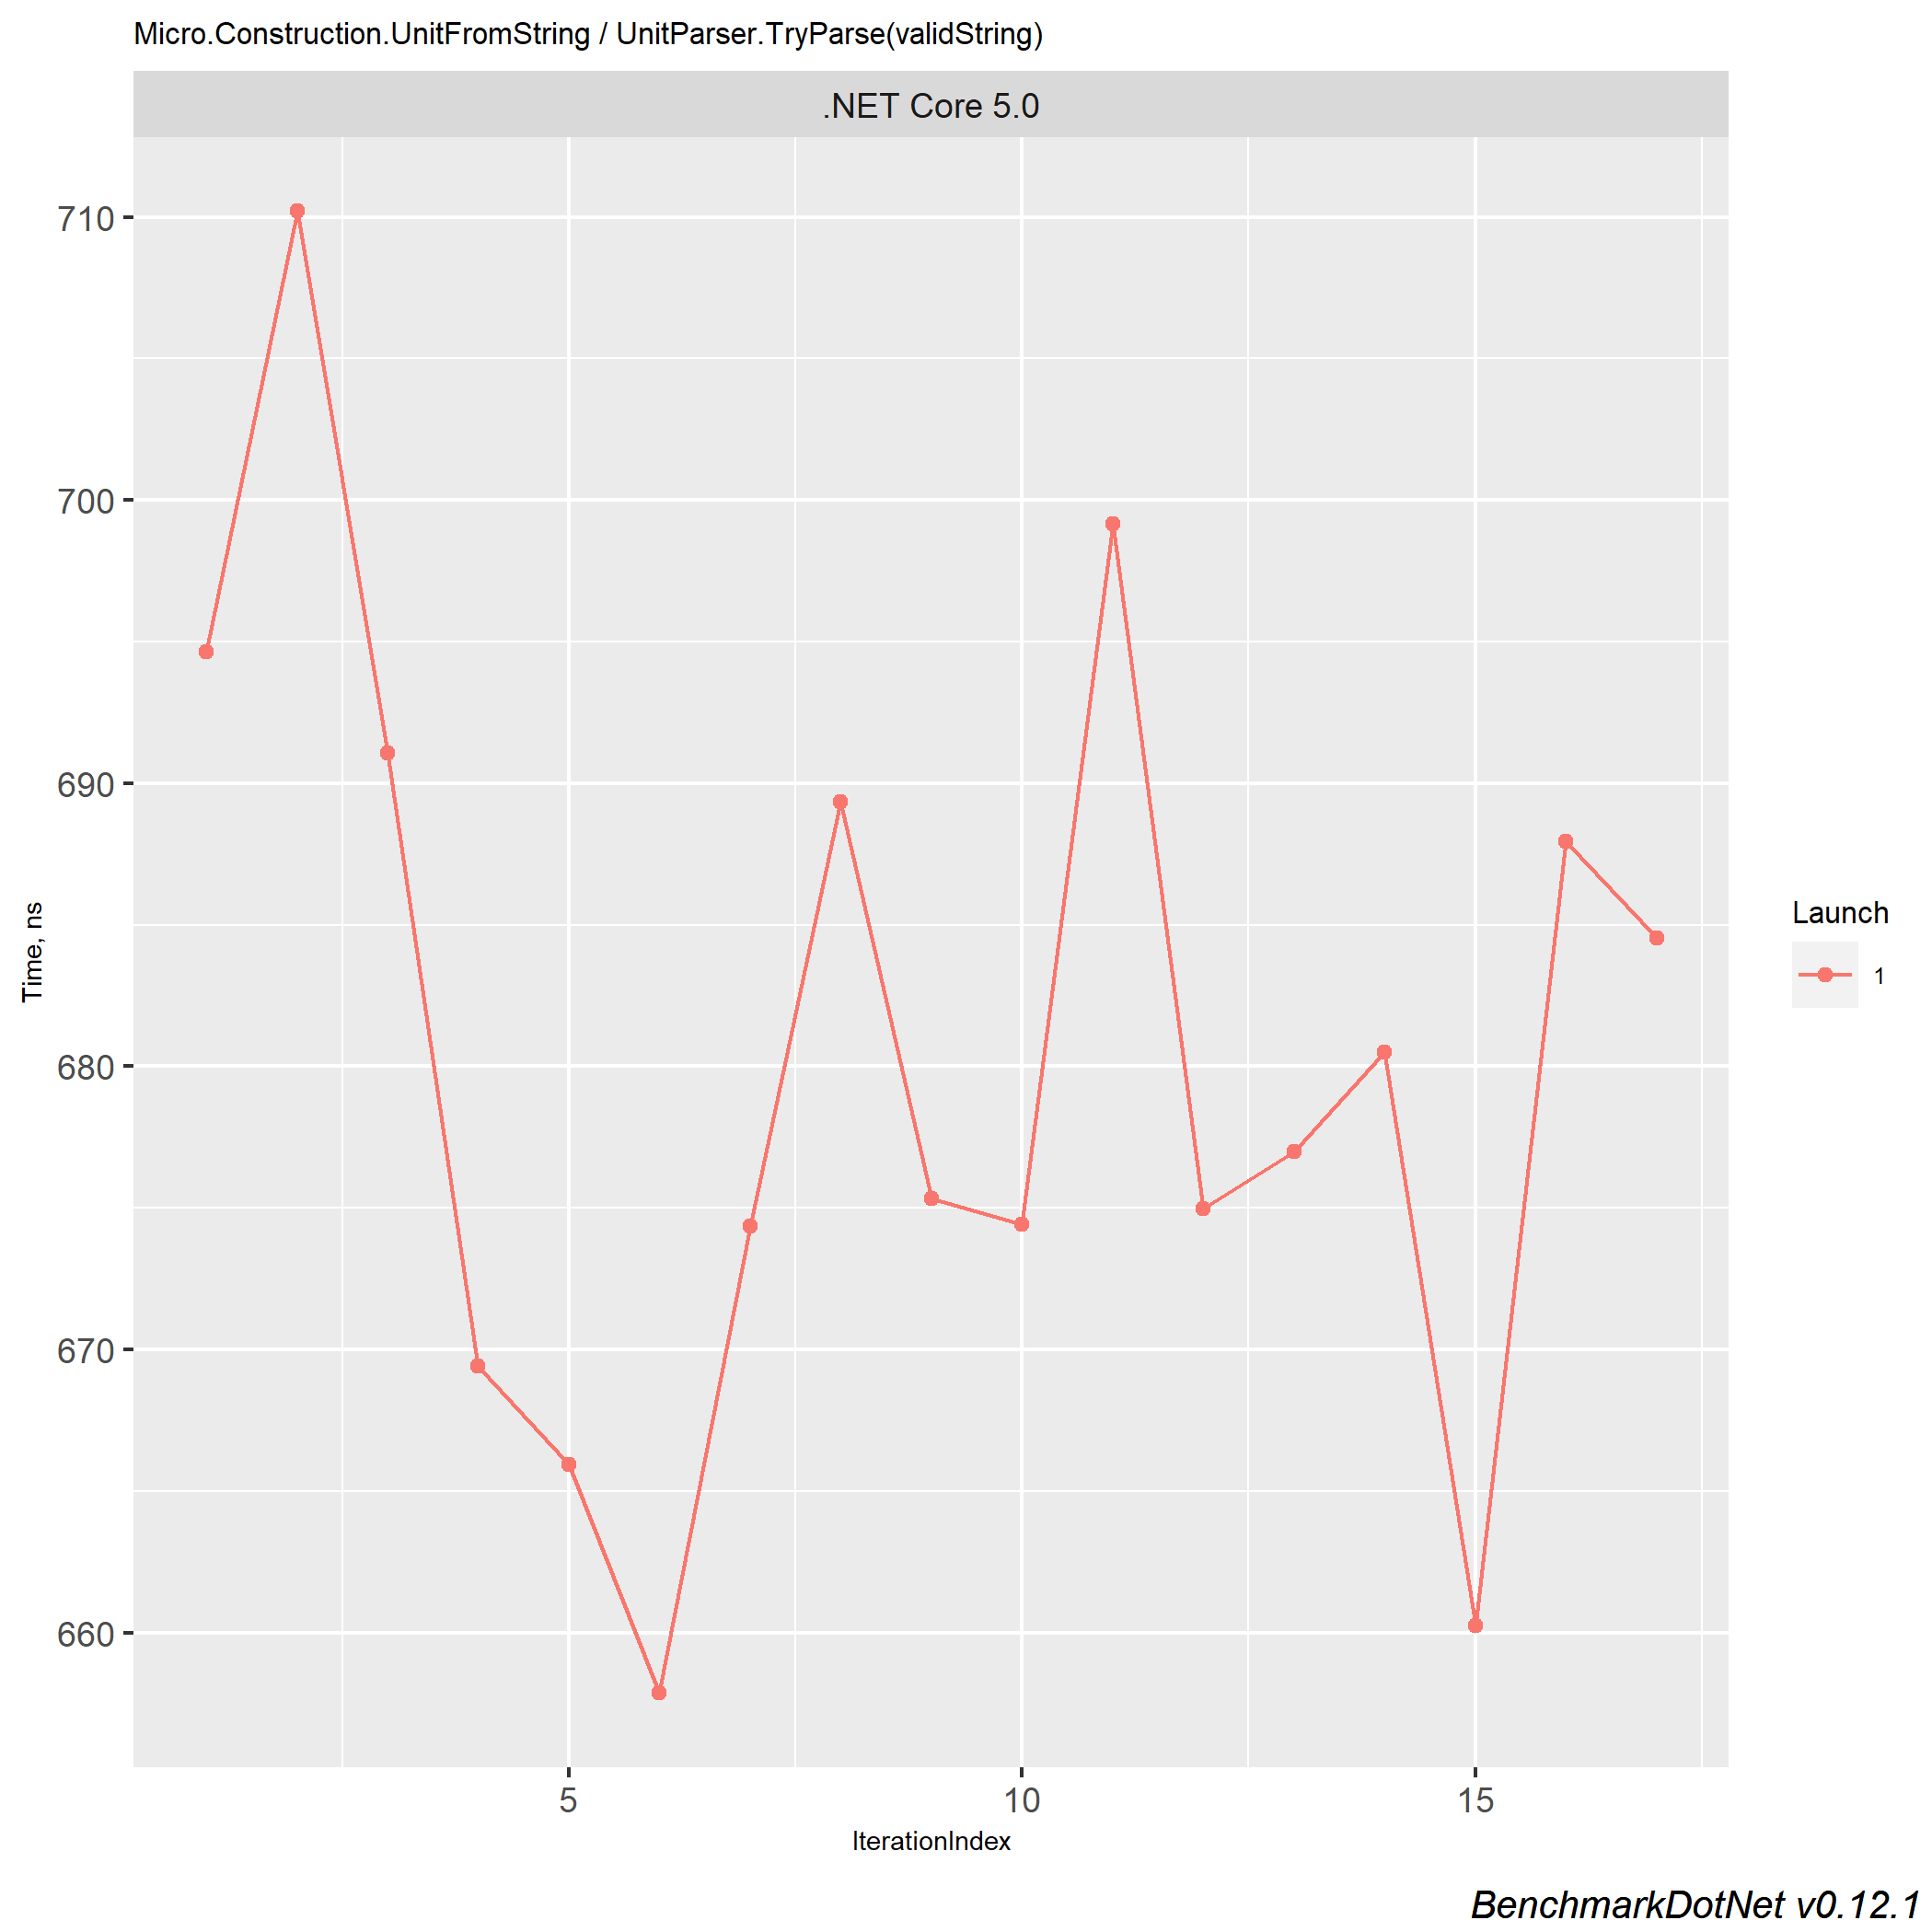 Micro.Construction.UnitFromString / UnitParser.TryParse(validString)
.NET Core 5.0
710
700
690
680
670
660
Time, ns
5 10 15
IterationIndex
Launch
1
BenchmarkDotNet v0.12.1